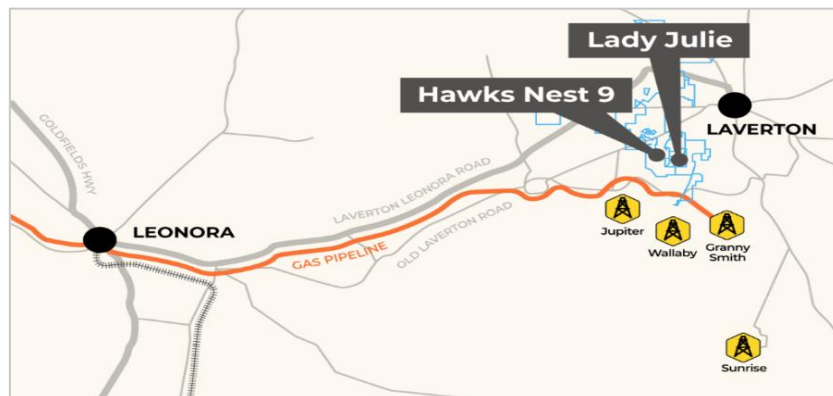 Lady Julie
Hawks Nest 9
LAVERTON
GOLDFIELDS HWY
LAVERTON LEONORA ROAD
LEONORA
GAS PIPELINE
OLD LAVERTON ROAD
Jupiter
Wallaby
Granny
Smith
Sunrise